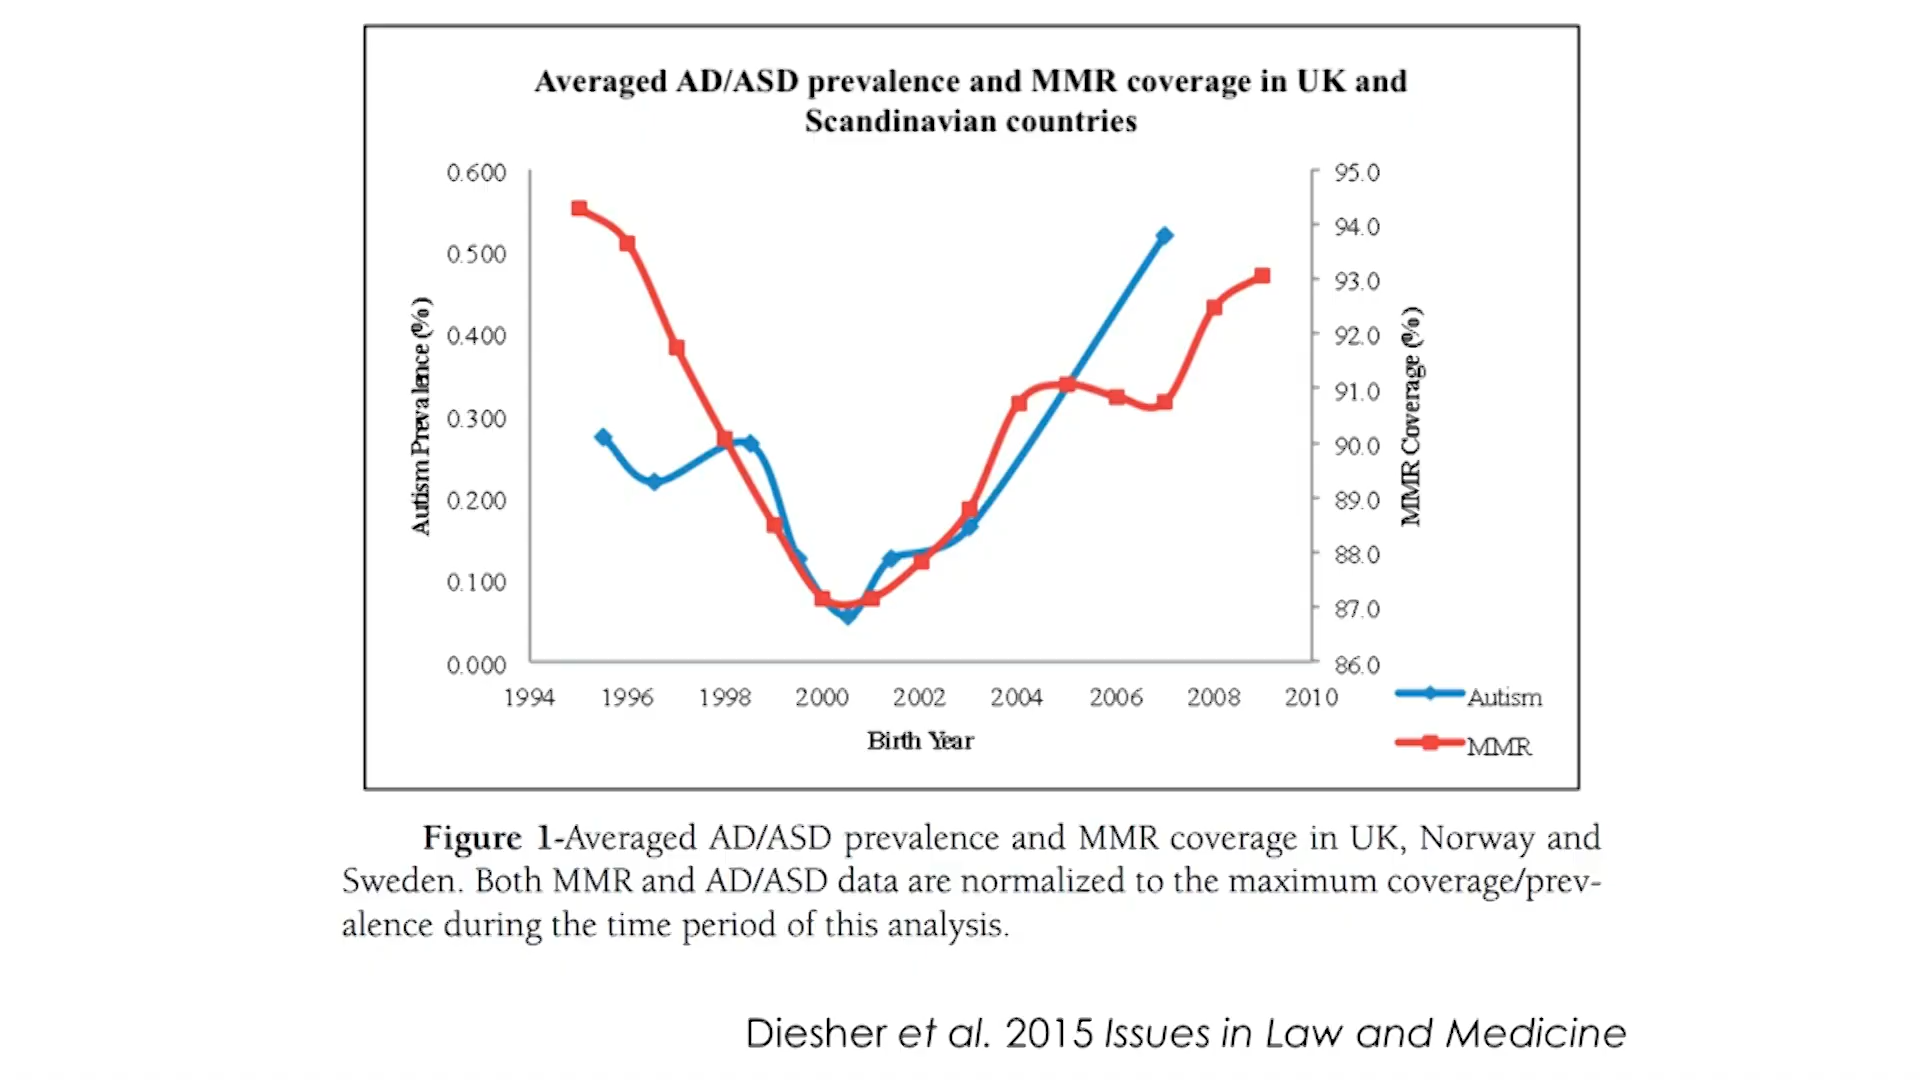 Averaged AD/ASD prevalence and MMR coverage in UK and
Scandinavian countries
0.600
0.500
0.400
0.300
0.200
0.100
0.000
Autism Prevalence (%)
95.0
94.0
93.0
92.0
91.0
90.0
89.0
88.0
87.0
86.0
MMR Coverage (%)
1994 1996 1998 2000 2002 2004 2006 2008 2010
Birth Year
Autism
MMR
Figure 1-Averaged AD/ASD prevalence and MMR coverage in UK, Norway and
Sweden. Both MMR and AD/ASD data are normalized to the maximum coverage/prev-
alence during the time period of this analysis.
Diesher et al. 2015 Issues in Law and Medicine